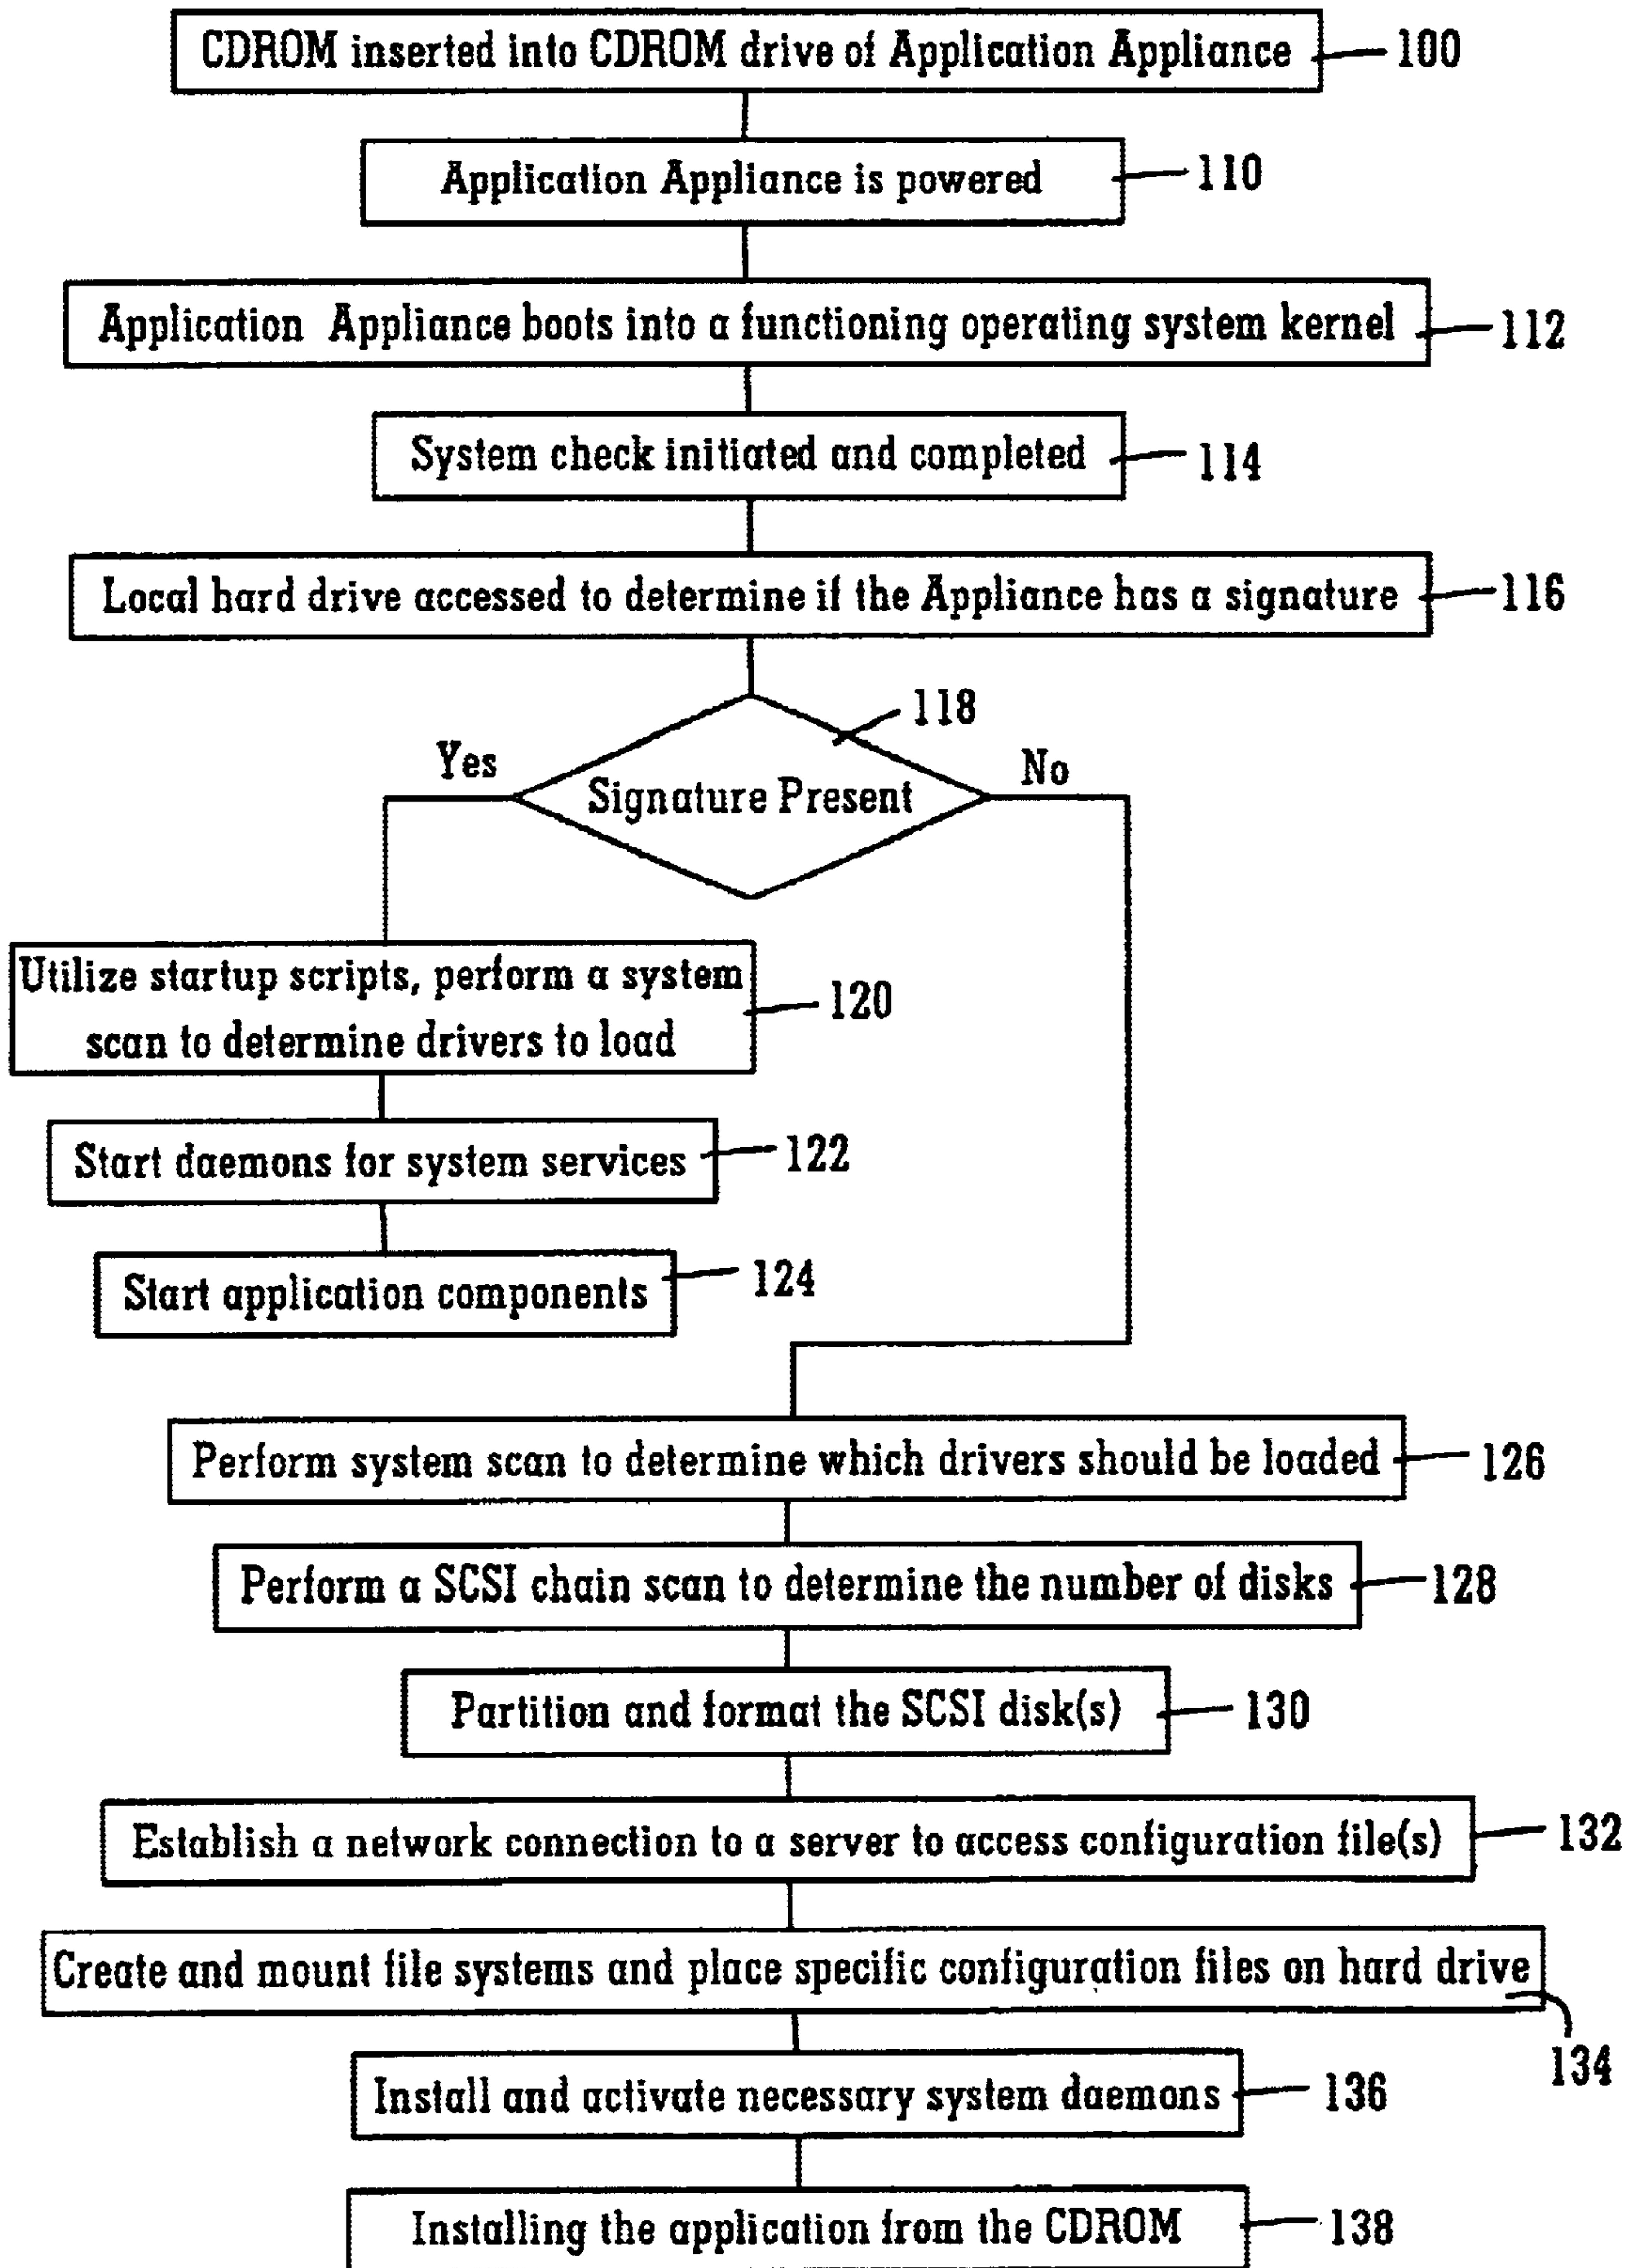 CDROM inserted into CDROM drive of Application Appliance 100
Application Appliance is powered 110
Application Appliance boots into a functioning operating system kernel 112
System check initiated and completed 114
Local hard drive accessed to determine if the Appliance has a signature 116
118
Yes
No
Signature Present
Utilize startup scripts, perform a system
scan to determine drivers to load
120
Start daemons for system services 122
Start application components 124
Perform system scan to determine which drivers should be loaded 126
Perform a SCSI chain scan to determine the number of disks 128
Partition and format the SCSI disk(s) 130
Establish a network connection to a server to access configuration file(s) 132
Create and mount file systems and place specific configuration files on hard drive
134
Install and activate necessary system daemons 136
Installing the application from the CDROM 138